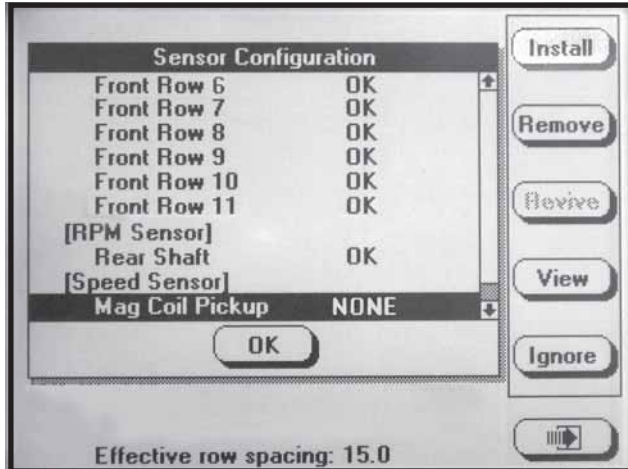 Sensor Configuration
Front Row 6 OK
Front Row 7 OK
Front Row 8 OK
Front Row 9 OK
Front Row 10 OK
Front Row 11 OK
[RPM Sensor]
Rear Shaft OK
[Speed Sensor]
Mag Coil Pickup NONE
OK
Effective row spacing: 15.0
Install
Remove
Revive
View
Ignore